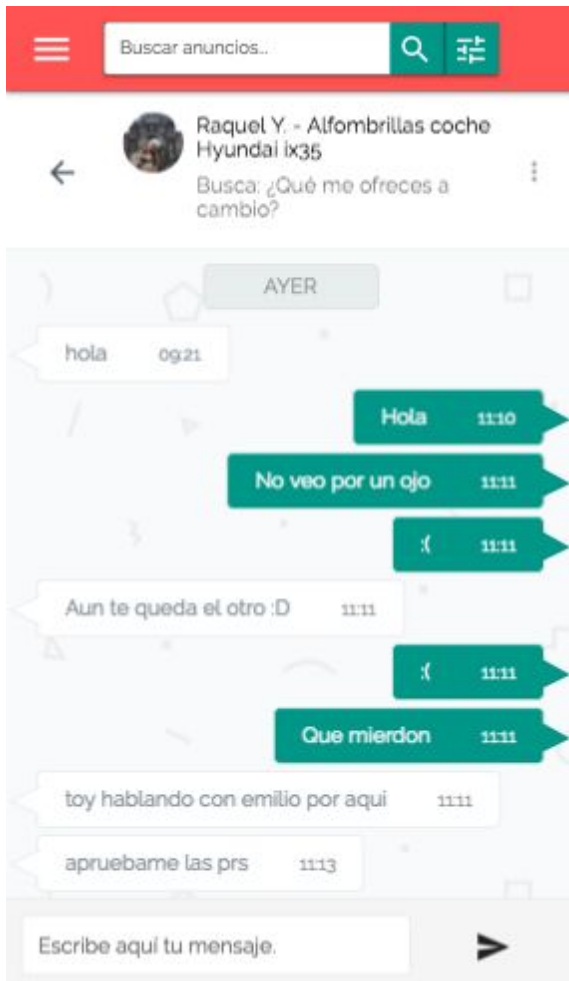 Buscar anuncios..
Raquel Y. - Alfombrillas coche
Hyundai ix35
Busca: ¿Qué me ofreces a
cambio?
AYER
hola 09:21
Hola 11:10
No veo por un ojo 11:11
:( 11:11
Aun te queda el otro :D 11:11
:( 11:11
Que mierdon 11:11
toy hablando con emilio por aqui 11:11
apruebame las prs 11:13
Escribe aquí tu mensaje.